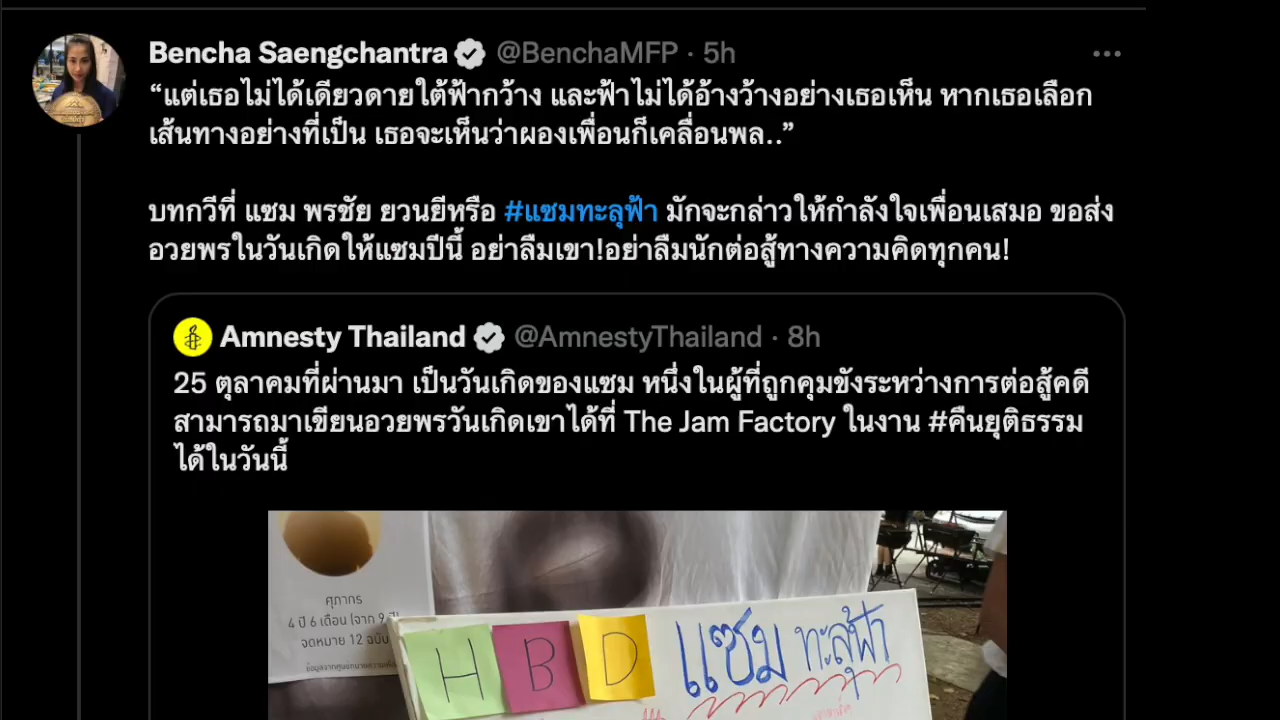 Bencha Saengchantra @BenchaMFP · 5h
“แต่เธอไม่ได้เดียวดายใต้ฟ้ากว้าง และฟ้าไม่ได้อ้างว้างอย่างเธอเห็น หากเธอเลือก
เส้นทางอย่างที่เป็น เธอจะเห็นว่าผองเพื่อนก็เคลื่อนพล..”
บทกวีที่ แซม พรชัย ยวนยีหรือ #แซมทะลุฟ้า มักจะกล่าวให้กำลังใจเพื่อนเสมอ ขอส่ง
อวยพรในวันเกิดให้แซมปีนี้ อย่าลืมเขา!อย่าลืมนักต่อสู้ทางความคิดทุกคน!
Amnesty Thailand @AmnestyThailand · 8h
25 ตุลาคมที่ผ่านมา เป็นวันเกิดของแซม หนึ่งในผู้ที่ถูกคุมขังระหว่างการต่อสู้คดี
สามารถมาเขียนอวยพรวันเกิดเขาได้ที่ The Jam Factory ในงาน #คืนยุติธรรม
ได้ในวันนี้
ศุภากร
4 ปี 6 เดือน (จาก 9 ปี)
จดหมาย 12 ฉบับ
HBD แซม ทะลุฟ้า